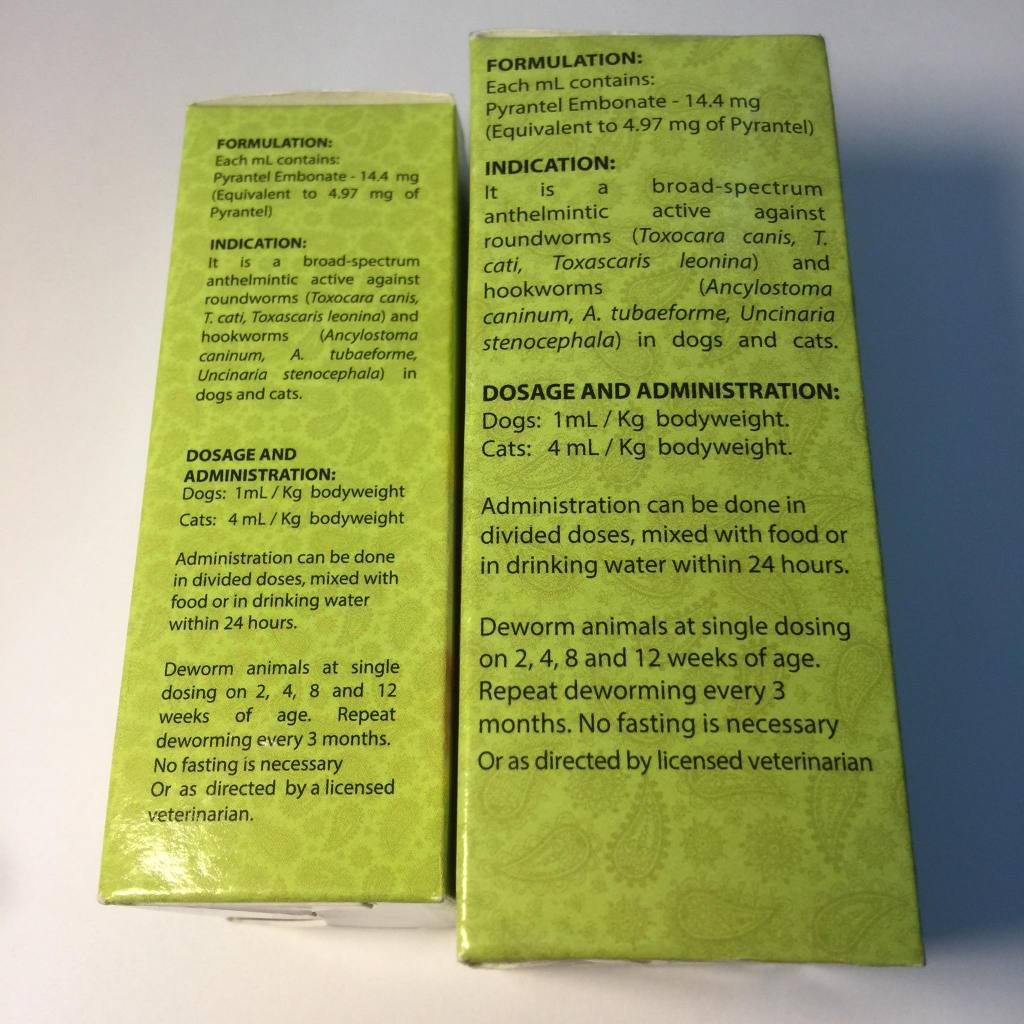 FORMULATION:
Each mL contains:
Pyrantel Embonate - 14.4 mg
(Equivalent to 4.97 mg of
Pyrantel)
INDICATION:
It is a broad-spectrum
anthelmintic active against
roundworms (Toxocara canis,
T. cati, Toxascaris leonina) and
hookworms (Ancylostoma
caninum, A. tubaeforme,
Uncinaria stenocephala) in
dogs and cats.
DOSAGE AND
ADMINISTRATION:
Dogs: 1mL / Kg bodyweight
Cats: 4 mL / Kg bodyweight
Administration can be done
in divided doses, mixed with
food or in drinking water
within 24 hours.
Deworm animals at single
dosing on 2, 4, 8 and 12
weeks of age. Repeat
deworming every 3 months.
No fasting is necessary
Or as directed by a licensed
veterinarian.
FORMULATION:
Each mL contains:
Pyrantel Embonate - 14.4 mg
(Equivalent to 4.97 mg of Pyrantel)
INDICATION:
It is a broad-spectrum
anthelmintic active against
roundworms (Toxocara canis, T.
cati, Toxascaris leonina) and
hookworms (Ancylostoma
caninum, A. tubaeforme, Uncinaria
stenocephala) in dogs and cats.
DOSAGE AND ADMINISTRATION:
Dogs: 1mL / Kg bodyweight.
Cats: 4 mL / Kg bodyweight.
Administration can be done in
divided doses, mixed with food or
in drinking water within 24 hours.
Deworm animals at single dosing
on 2, 4, 8 and 12 weeks of age.
Repeat deworming every 3
months. No fasting is necessary
Or as directed by licensed veterinarian